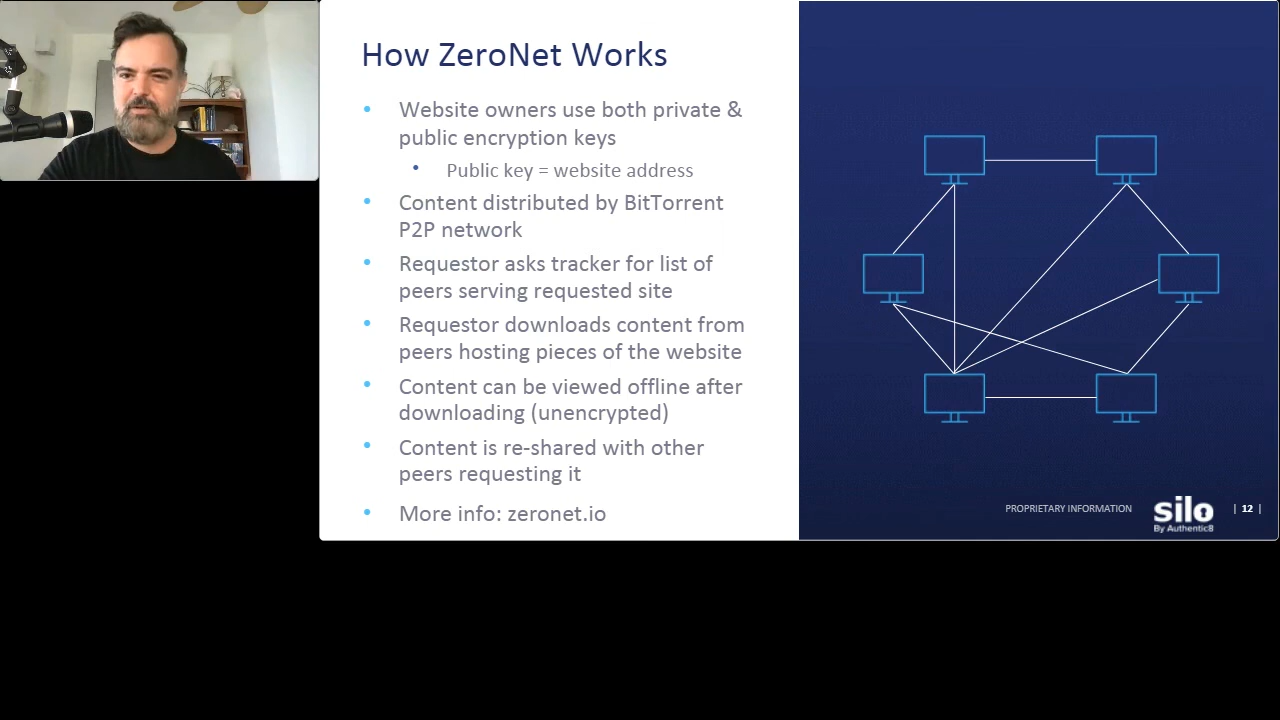 How ZeroNet Works
• Website owners use both private &
public encryption keys
• Public key = website address
• Content distributed by BitTorrent
P2P network
• Requestor asks tracker for list of
peers serving requested site
• Requestor downloads content from
peers hosting pieces of the website
• Content can be viewed offline after
downloading (unencrypted)
• Content is re-shared with other
peers requesting it
• More info: zeronet.io
PROPRIETARY INFORMATION
silo
By Authentic8
| 12 |